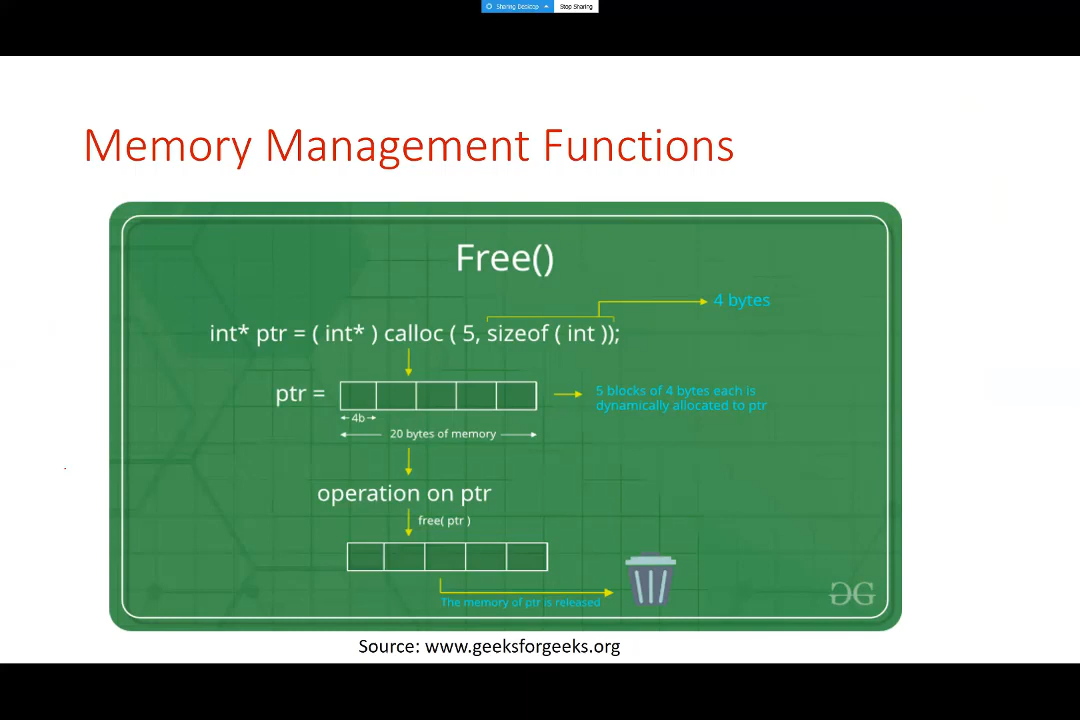 Sharing Desktop Stop Sharing
Memory Management Functions
Free()
4 bytes
int* ptr = ( int* ) calloc ( 5, sizeof ( int ));
ptr =
5 blocks of 4 bytes each is
dynamically allocated to ptr
4b
20 bytes of memory
operation on ptr
free( ptr )
The memory of ptr is released
Source: www.geeksforgeeks.org